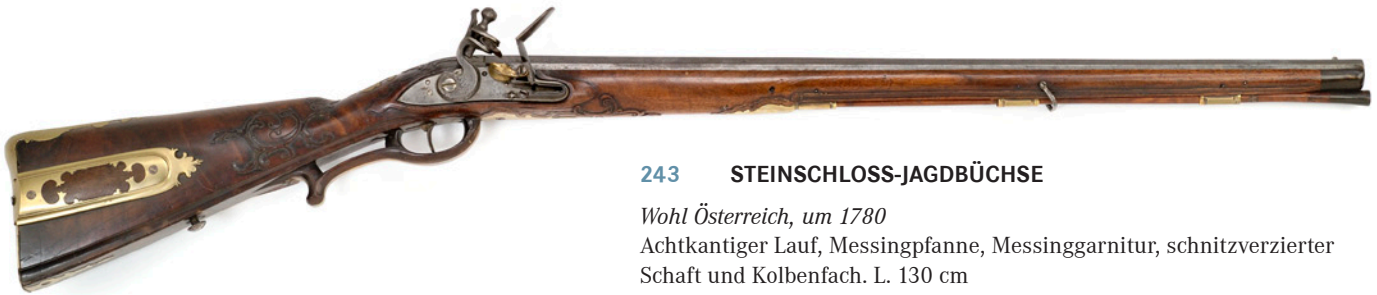 243 STEINSCHLOSS-JAGDBÜCHSE
Wohl Österreich, um 1780
Achtkantiger Lauf, Messingpfanne, Messinggarnitur, schnitzverzierter
Schaft und Kolbenfach. L. 130 cm